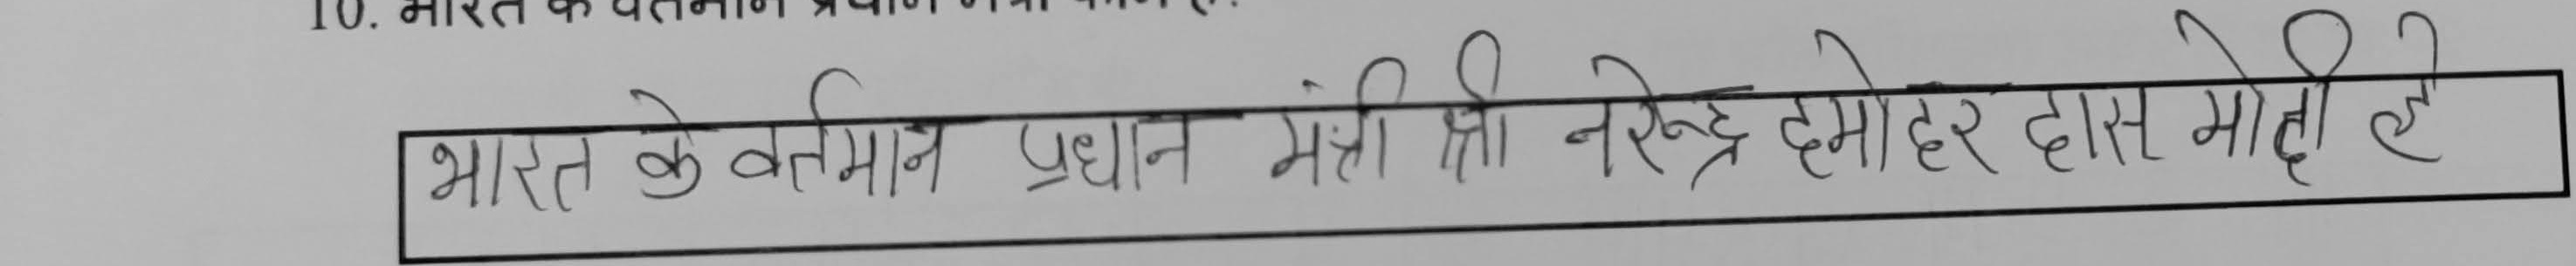 10. भारत के वर्तमान प्रधान मंत्री कौन है?
भारत के वर्तमान प्रधान मंत्री श्री नरेन्द्र दमोदर दास मोदी है